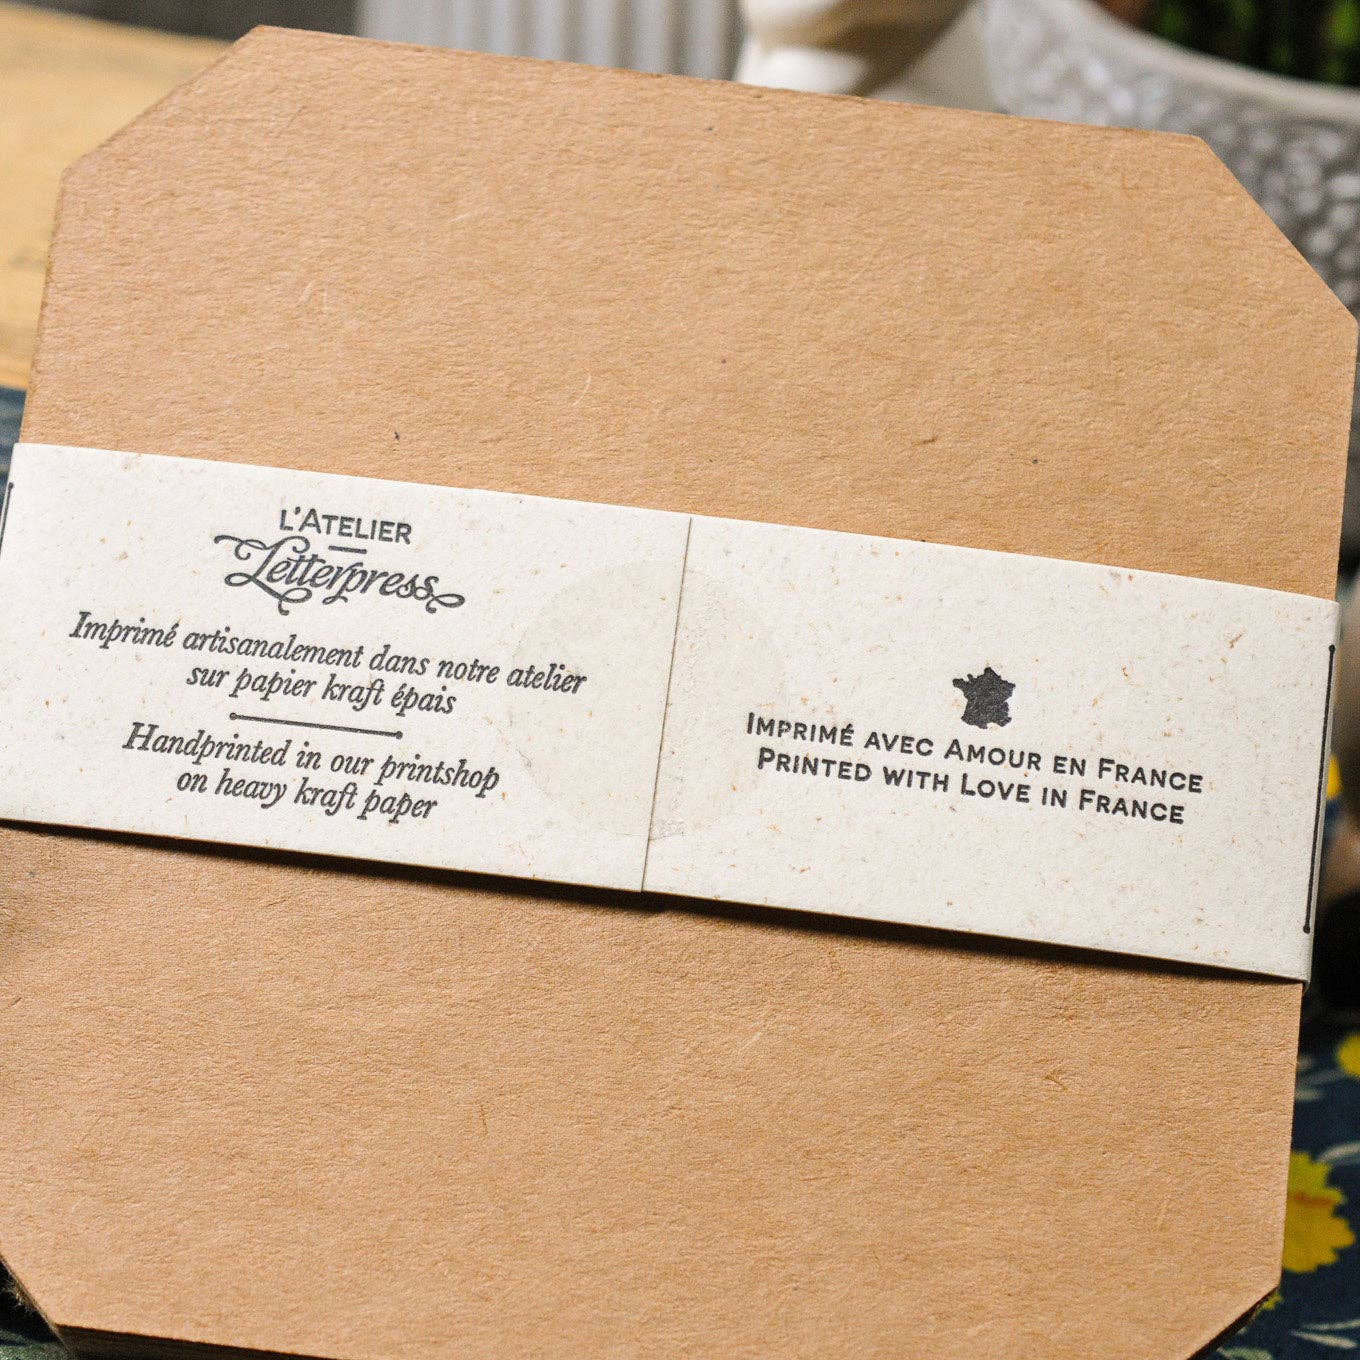 L'ATELIER
Letterpress
Imprimé artisanalement dans notre atelier
sur papier kraft épais
Handprinted in our printshop
on heavy kraft paper
IMPRIMÉ AVEC AMOUR EN FRANCE
PRINTED WITH LOVE IN FRANCE